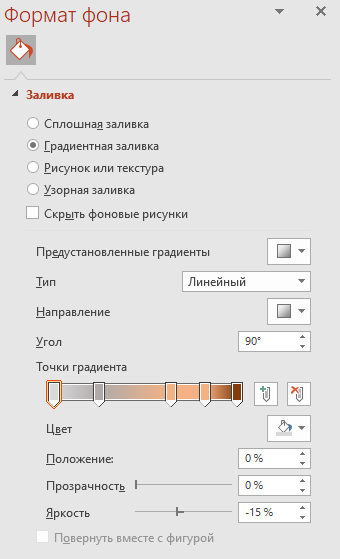 Формат фона
Заливка
Сплошная заливка
Градиентная заливка
Рисунок или текстура
Узорная заливка
Скрыть фоновые рисунки
Предустановленные градиенты
Тип Линейный
Направление
Угол 90°
Точки градиента
Цвет
Положение: 0 %
Прозрачность 0 %
Яркость -15 %
Повернуть вместе с фигурой